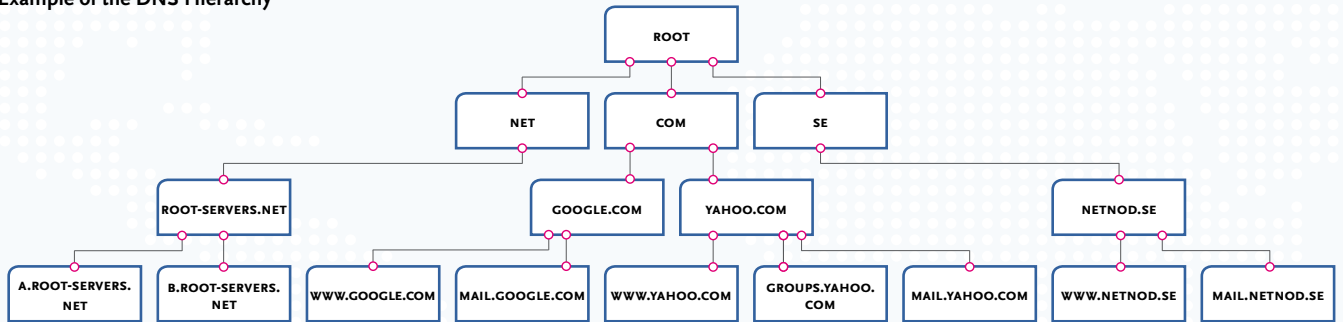 Example of the DNS Hierarchy
ROOT
NET
COM
SE
ROOT-SERVERS.NET
GOOGLE.COM
YAHOO.COM
NETNOD.SE
A.ROOT-SERVERS.
NET
B.ROOT-SERVERS.
NET
WWW.GOOGLE.COM
MAIL.GOOGLE.COM
WWW.YAHOO.COM
GROUPS.YAHOO.
COM
MAIL.YAHOO.COM
WWW.NETNOD.SE
MAIL.NETNOD.SE